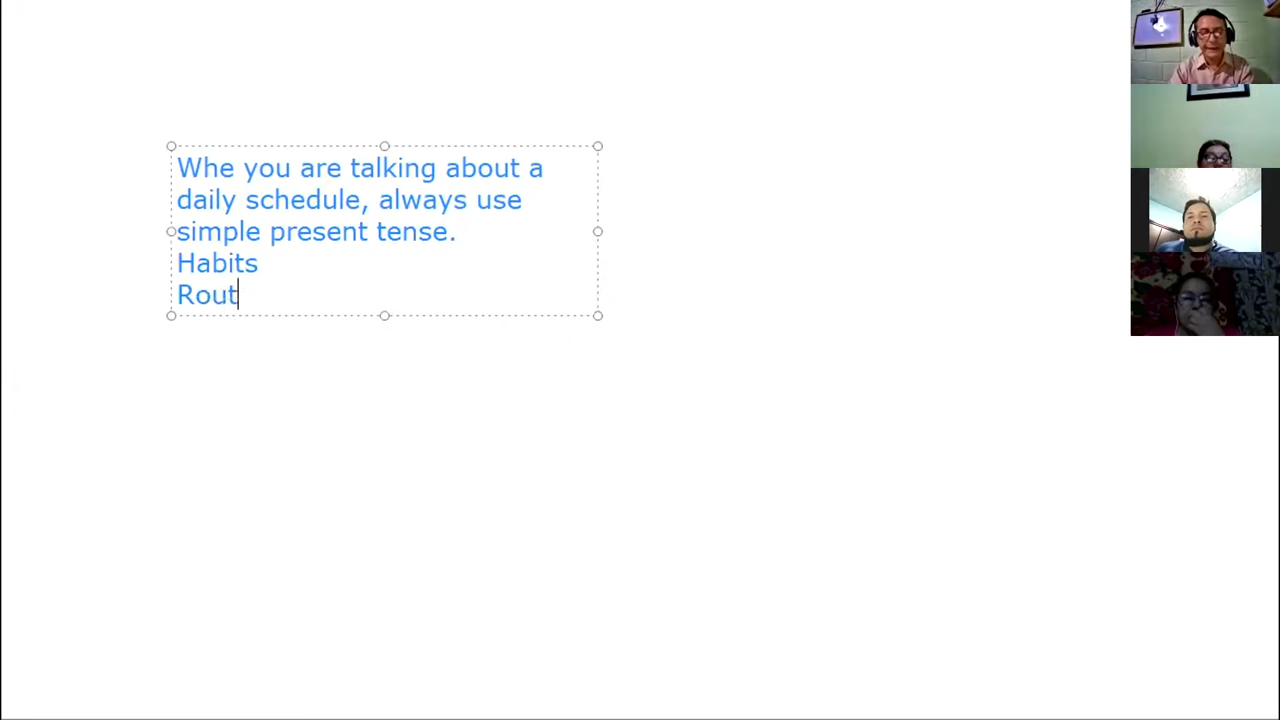 Whe you are talking about a
daily schedule, always use
simple present tense.
Habits
Rout